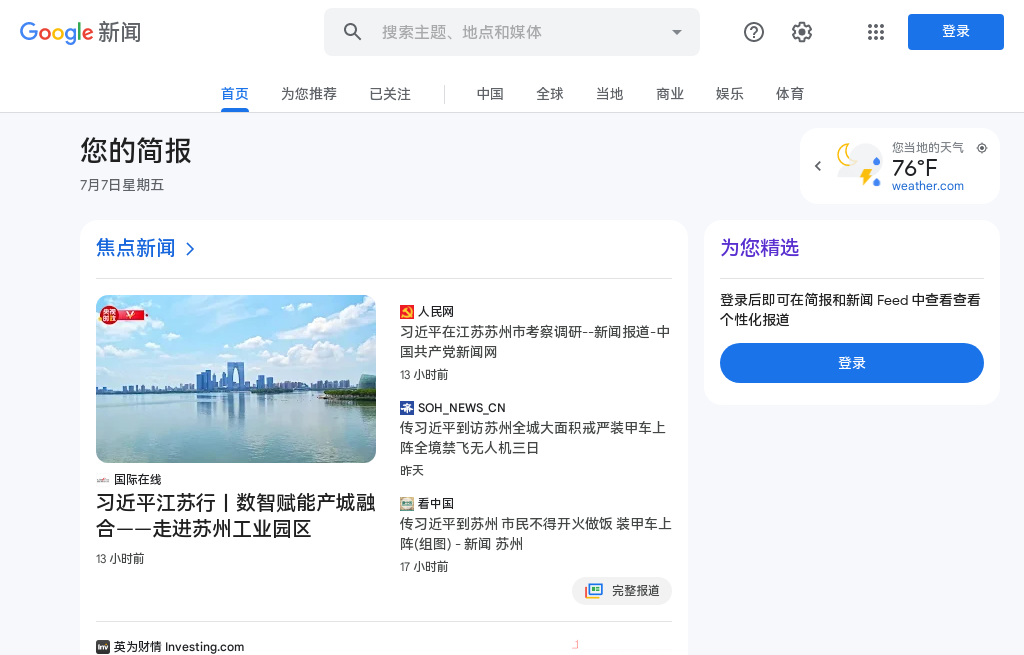 Google 新闻
搜索主题、地点和媒体
登录
首页
为您推荐
已关注
中国
全球
当地
商业
娱乐
体育
您的简报
7月7日星期五
您当地的天气
76°F
weather.com
焦点新闻
央视
时政
国际在线
习近平江苏行丨数智赋能产城融
合——走进苏州工业园区
13 小时前
人民网
习近平在江苏苏州市考察调研--新闻报道-中
国共产党新闻网
13 小时前
SOH_NEWS_CN
习近平到访苏州全城大面积戒严装甲车上
阵全境禁飞无人机三日
昨天
看中国
传习近平到苏州 市民不得开火做饭 装甲车上
阵(组图) - 新闻 苏州
17 小时前
完整报道
Inv 英为财情 Investing.com
为您精选
登录后即可在简报和新闻 Feed 中查看查看
个性化报道
登录